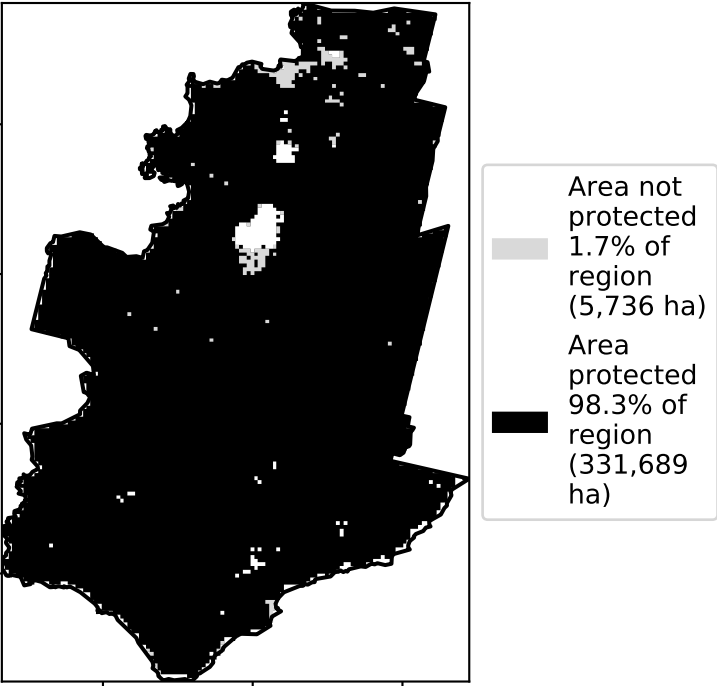 Area not
protected
1.7% of
region
(5,736 ha)
Area
protected
98.3% of
region
(331,689
ha)